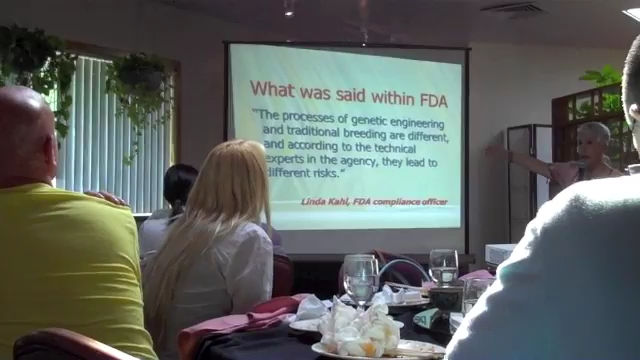 What was said within FDA
"The processes of genetic engineering
and traditional breeding are different,
and according to the technical
experts in the agency, they lead to
different risks."
Linda Kahl, FDA compliance officer